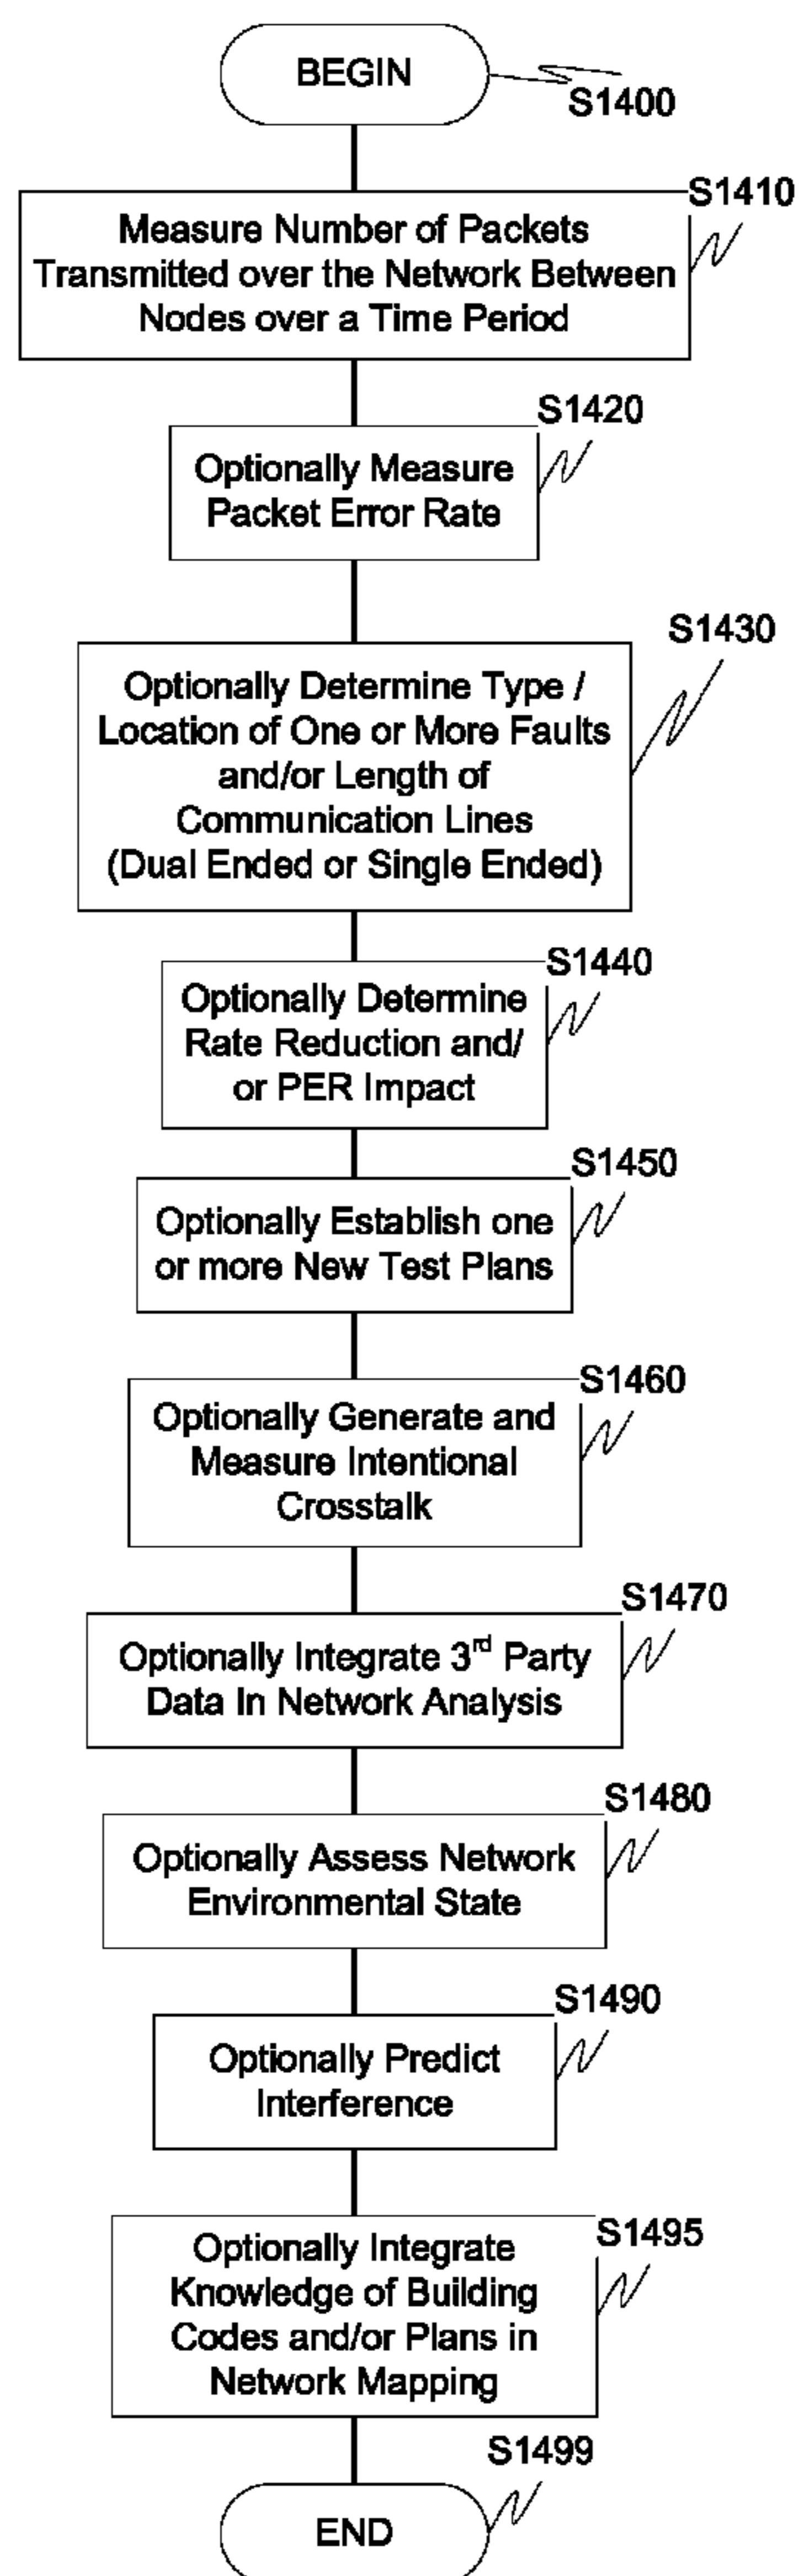 BEGIN
S1400
S1410
Measure Number of Packets
Transmitted over the Network Between
Nodes over a Time Period
S1420
Optionally Measure
Packet Error Rate
S1430
Optionally Determine Type /
Location of One or More Faults
and/or Length of
Communication Lines
(Dual Ended or Single Ended)
S1440
Optionally Determine
Rate Reduction and/
or PER Impact
S1450
Optionally Establish one
or more New Test Plans
S1460
Optionally Generate and
Measure Intentional
Crosstalk
S1470
Optionally Integrate 3rd Party
Data In Network Analysis
S1480
Optionally Assess Network
Environmental State
S1490
Optionally Predict
Interference
S1495
Optionally Integrate
Knowledge of Building
Codes and/or Plans in
Network Mapping
S1499
END